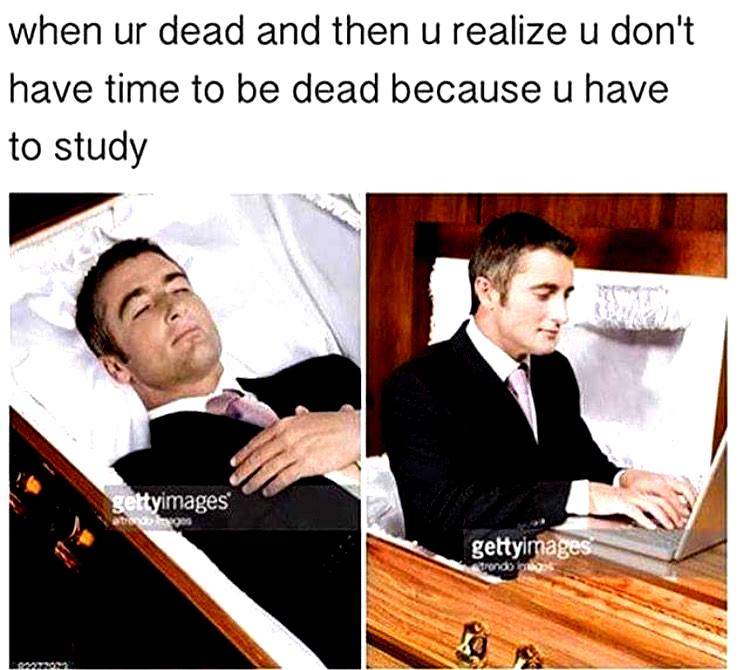 when ur dead and then u realize u don't
have time to be dead because u have
to study
gettyimages®
gettyimages®